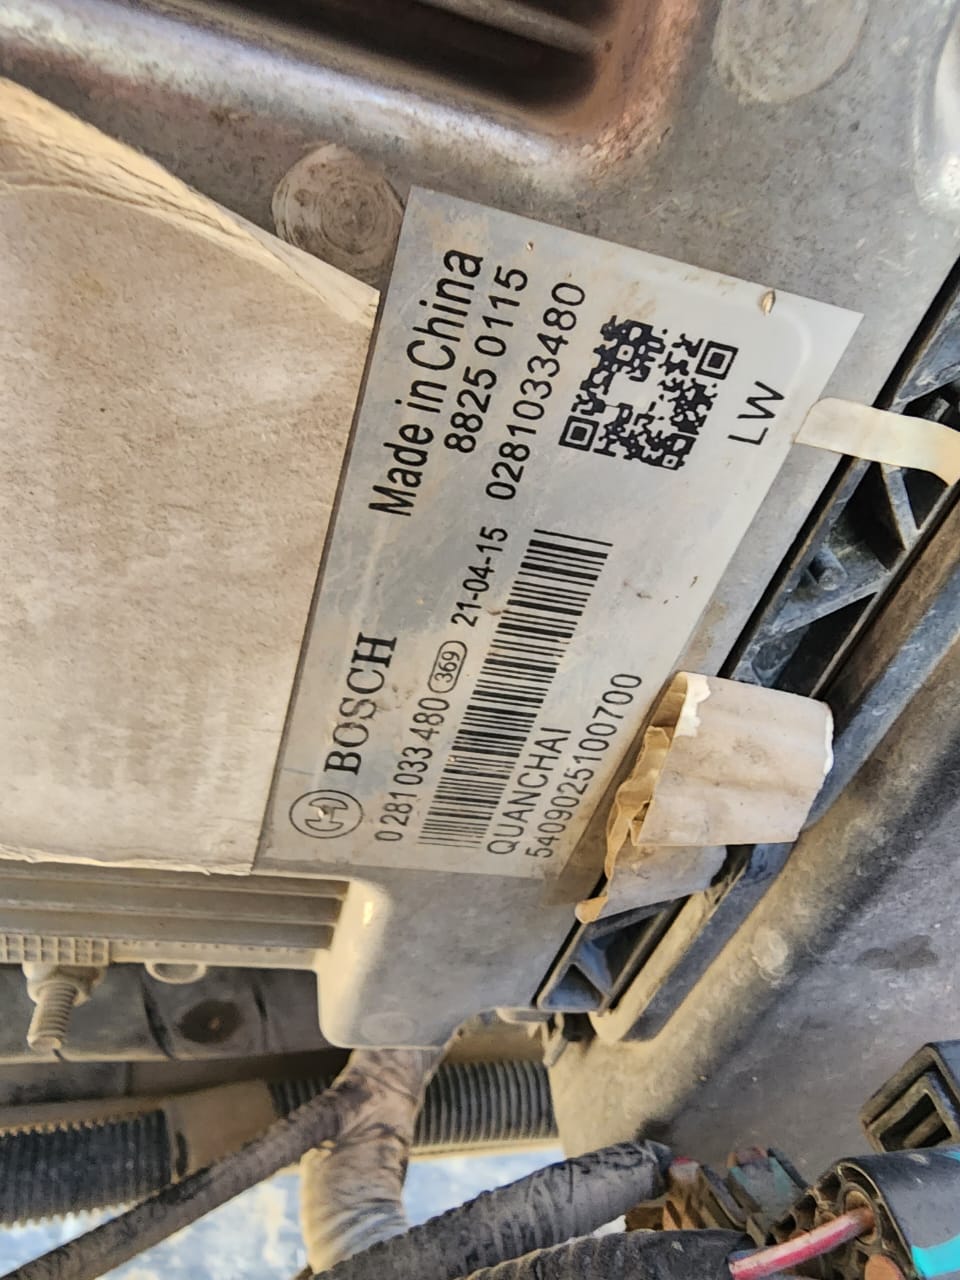 BOSCH
Made in China
0 281 033 480 369 21-04-15 8825 0115
0281033480
QUANCHAI
5409025100700
LW